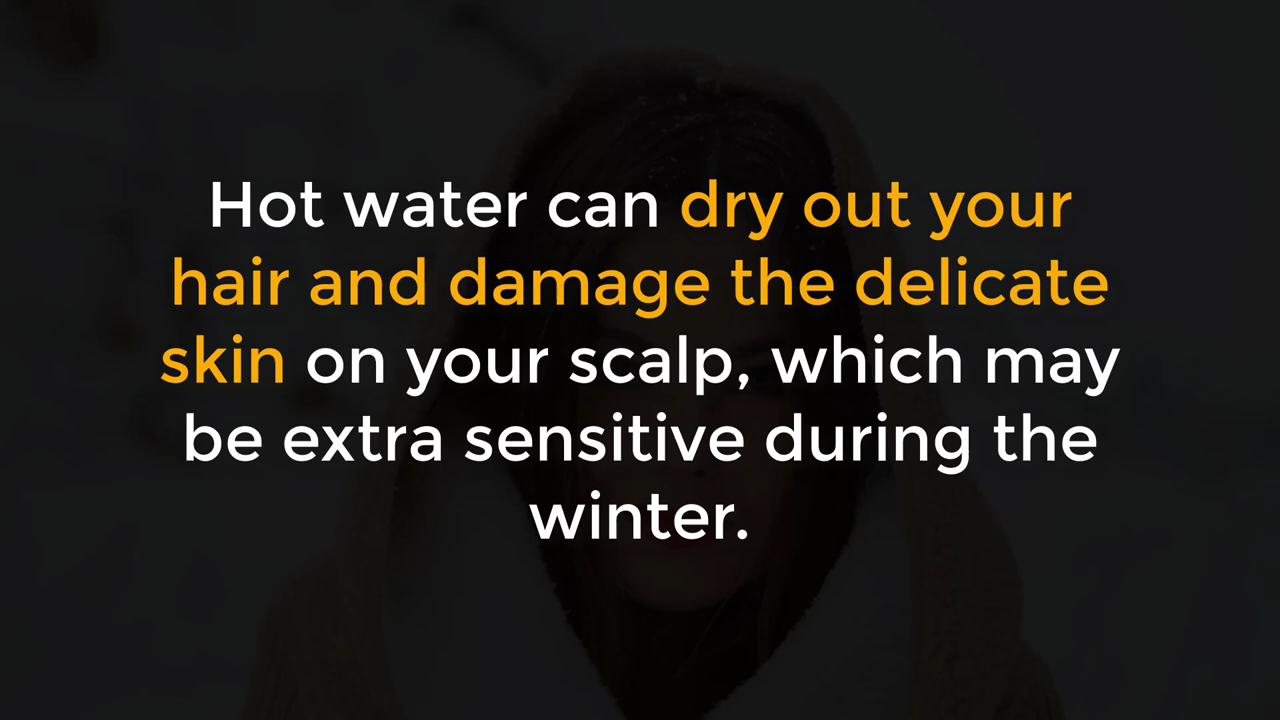 Hot water can dry out your
hair and damage the delicate
skin on your scalp, which may
be extra sensitive during the
winter.